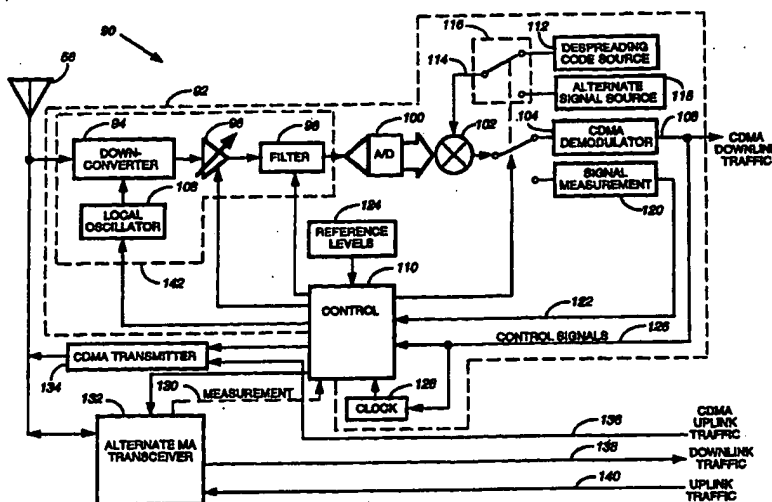 90
116
112
DESPREADING
CODE SOURCE
114
ALTERNATE
SIGNAL SOURCE
118
92
94
96
98
100
102
104
108
DOWN-
CONVERTER
FILTER
A/D
CDMA
DEMODULATOR
CDMA
DOWNLINK
TRAFFIC
106
LOCAL
OSCILLATOR
SIGNAL
MEASUREMENT
120
124
REFERENCE
LEVELS
110
142
CONTROL
122
CONTROL SIGNALS
126
CDMA TRANSMITTER
134
132
130
MEASUREMENT
128
CLOCK
ALTERNATE MA
TRANSCEIVER
136
CDMA
UPLINK
TRAFFIC
138
DOWNLINK
TRAFFIC
140
UPLINK
TRAFFIC